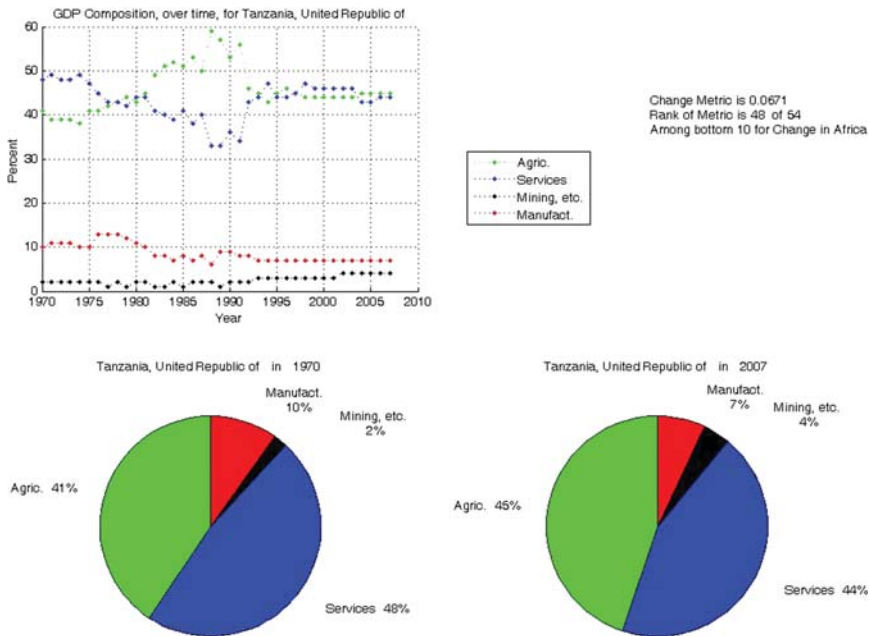 GDP Composition, over time, for Tanzania, United Republic of
60
50
40
30
20
10
0
Percent
1970 1975 1980 1985 1990 1995 2000 2005 2010
Year
Agric.
Services
Mining, etc.
Manufact.
Change Metric is 0.0671
Rank of Metric is 48 of 54
Among bottom 10 for Change in Africa
Tanzania, United Republic of in 1970
Manufact.
10%
Mining, etc.
2%
Agric. 41%
Services 48%
Tanzania, United Republic of in 2007
Manufact.
7%
Mining, etc.
4%
Agric. 45%
Services 44%